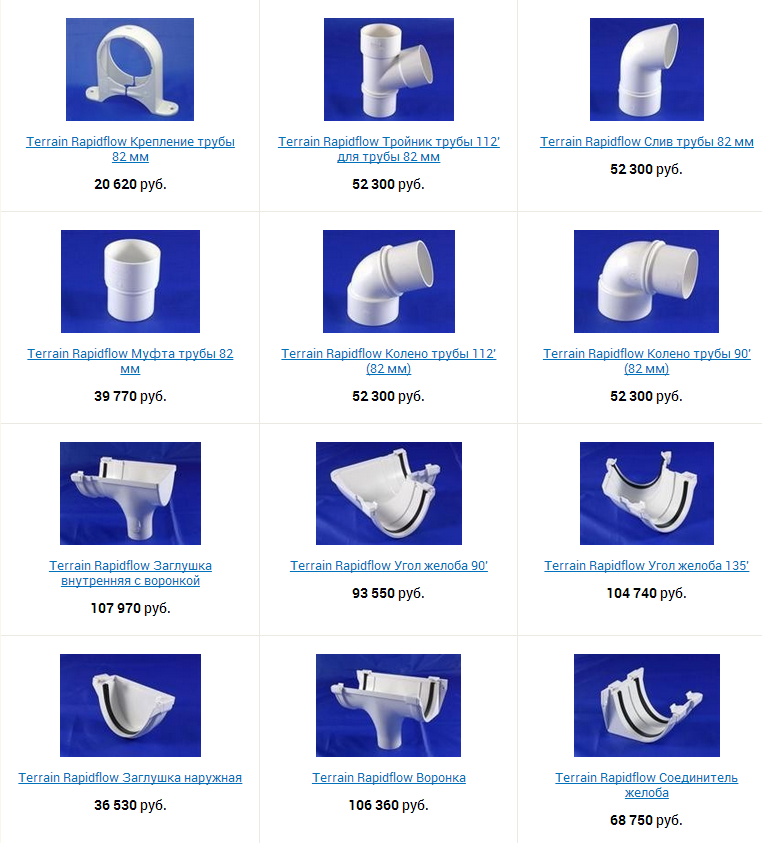 Terrain Rapidflow Крепление трубы
82 мм
20 620 руб.
Terrain Rapidflow Тройник трубы 112'
для трубы 82 мм
52 300 руб.
Terrain Rapidflow Слив трубы 82 мм
52 300 руб.
Terrain Rapidflow Муфта трубы 82
мм
39 770 руб.
Terrain Rapidflow Колено трубы 112'
(82 мм)
52 300 руб.
Terrain Rapidflow Колено трубы 90'
(82 мм)
52 300 руб.
Terrain Rapidflow Заглушка
внутренняя с воронкой
107 970 руб.
Terrain Rapidflow Угол желоба 90'
93 550 руб.
Terrain Rapidflow Угол желоба 135'
104 740 руб.
Terrain Rapidflow Заглушка наружная
36 530 руб.
Terrain Rapidflow Воронка
106 360 руб.
Terrain Rapidflow Соединитель
желоба
68 750 руб.